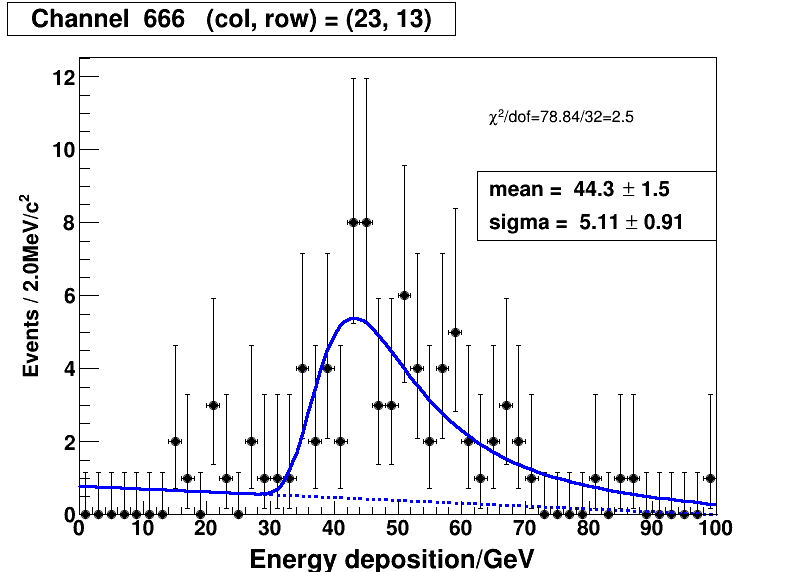 Channel  666   (col, row) = (23, 13)
χ²/dof=78.84/32=2.5
mean =  44.3 ± 1.5
sigma =  5.11 ± 0.91
Events / 2.0MeV/c²
12
10
8
6
4
2
0
0 10 20 30 40 50 60 70 80 90 100
Energy deposition/GeV